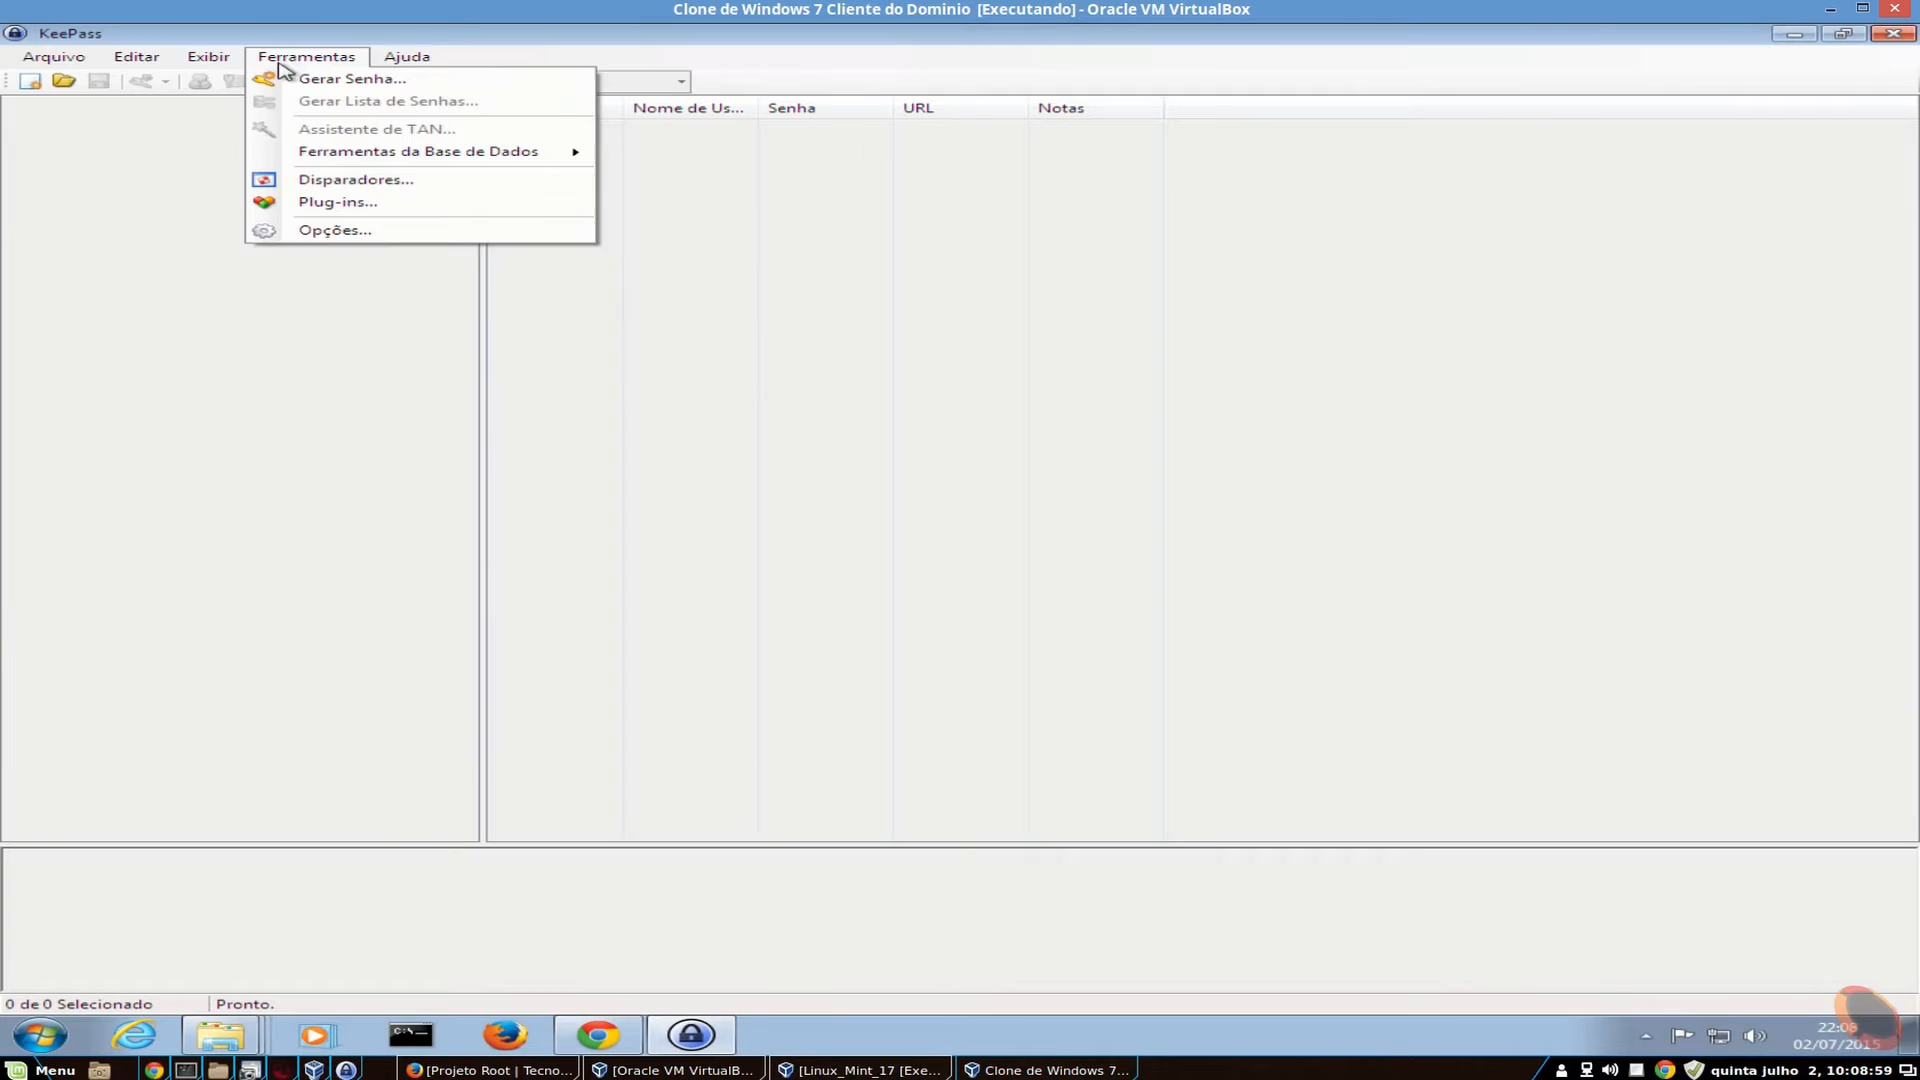 Clone de Windows 7 Cliente do Dominio [Executando] - Oracle VM VirtualBox
KeePass
Arquivo Editar Exibir Ferramentas Ajuda
Gerar Senha...
Gerar Lista de Senhas...
Assistente de TAN...
Ferramentas da Base de Dados
Disparadores...
Plug-ins...
Opções...
Nome de Us... Senha URL Notas
0 de 0 Selecionado Pronto.
C:\
22:08
02/07/2015
Menu [Projeto Root | Tecno... [Oracle VM VirtualB... [Linux_Mint_17 [Exe... Clone de Windows 7... quinta julho 2, 10:08:59